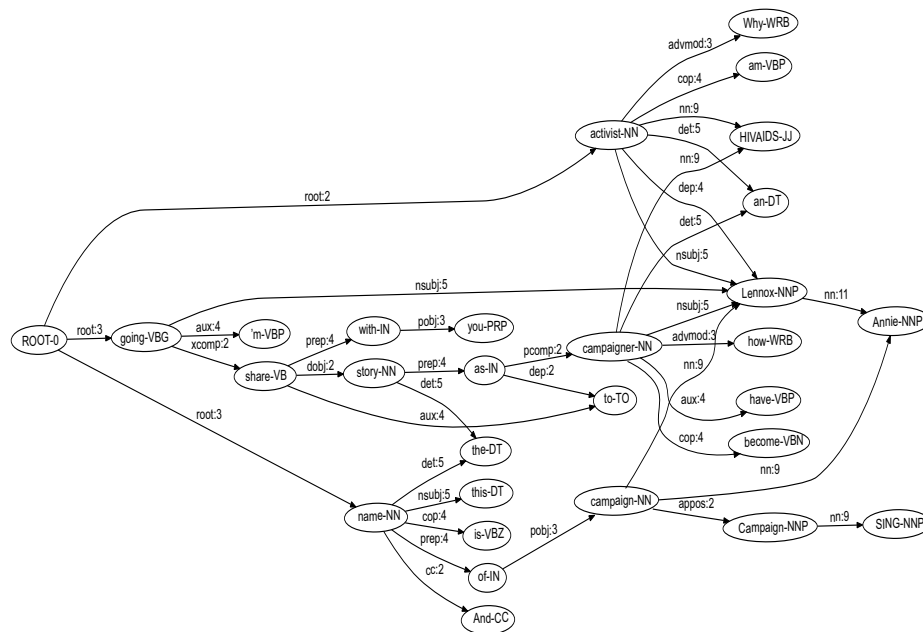 Why-WRB
advmod:3
am-VBP
cop:4
nn:9
activist-NN
HIVAIDS-JJ
det:5
nn:9
root:2
dep:4
an-DT
det:5
nsubj:5
nsubj:5
Lennox-NNP
nn:11
nsubj:5
Annie-NNP
ROOT-0
root:3
going-VBG
aux:4
'm-VBP
with-IN
pobj:3
you-PRP
xcomp:2
prep:4
campaigner-NN
advmod:3
how-WRB
share-VB
dobj:2
story-NN
prep:4
as-IN
pcomp:2
dep:2
nn:9
det:5
aux:4
to-TO
aux:4
have-VBP
root:3
the-DT
cop:4
become-VBN
det:5
nn:9
nsubj:5
this-DT
name-NN
cop:4
campaign-NN
appos:2
prep:4
is-VBZ
pobj:3
Campaign-NNP
nn:9
SING-NNP
cc:2
of-IN
And-CC